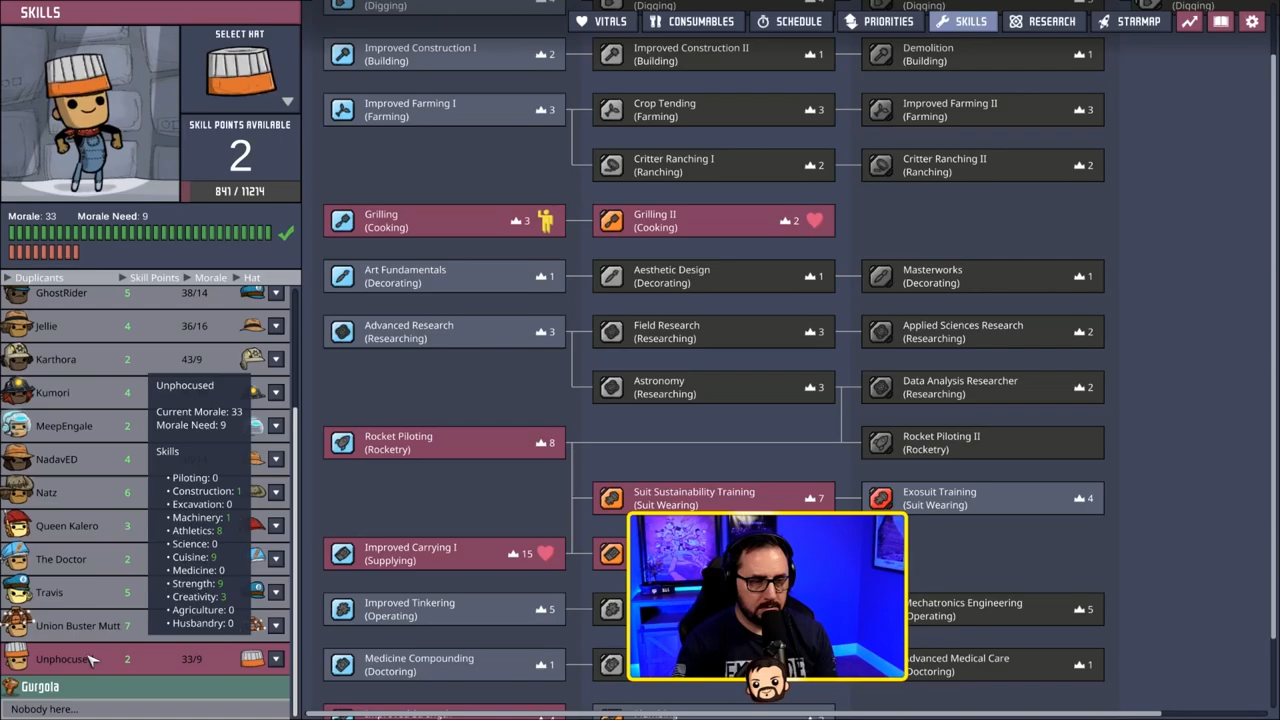 SKILLS
SELECT HAT
SKILL POINTS AVAILABLE
2
841 / 11214
Morale: 33 Morale Need: 9
Duplicants Skill Points Morale Hat
GhostRider 5 38/14
Jellie 4 36/16
Karthora 2 43/9
Kumori 4
MeepEngale 2
NadavED 4
Natz 6
Queen Kalero 3
The Doctor 2
Travis 5
Union Buster Mutt 7
Unphocused 2 33/9
Gurgola
Nobody here...
Unphocused
Current Morale: 33
Morale Need: 9
Skills
• Piloting: 0
• Construction: 1
• Excavation: 0
• Machinery: 1
• Athletics: 8
• Science: 0
• Cuisine: 9
• Medicine: 0
• Strength: 9
• Creativity: 3
• Agriculture: 0
• Husbandry: 0
VITALS CONSUMABLES SCHEDULE PRIORITIES SKILLS RESEARCH STARMAP
(Digging) (Digging) (Digging)
Improved Construction I
(Building) 2
Improved Construction II
(Building) 1
Demolition
(Building) 1
Improved Farming I
(Farming) 3
Crop Tending
(Farming) 3
Improved Farming II
(Farming) 3
Critter Ranching I
(Ranching) 2
Critter Ranching II
(Ranching) 2
Grilling
(Cooking) 3
Grilling II
(Cooking) 2
Art Fundamentals
(Decorating) 1
Aesthetic Design
(Decorating) 1
Masterworks
(Decorating) 1
Advanced Research
(Researching) 3
Field Research
(Researching) 3
Applied Sciences Research
(Researching) 2
Astronomy
(Researching) 3
Data Analysis Researcher
(Researching) 2
Rocket Piloting
(Rocketry) 8
Rocket Piloting II
(Rocketry)
Suit Sustainability Training
(Suit Wearing) 7
Exosuit Training
(Suit Wearing) 4
Improved Carrying I
(Supplying) 15
Improved Tinkering
(Operating) 5
Mechatronics Engineering
(Operating) 5
Medicine Compounding
(Doctoring) 1
Advanced Medical Care
(Doctoring) 1